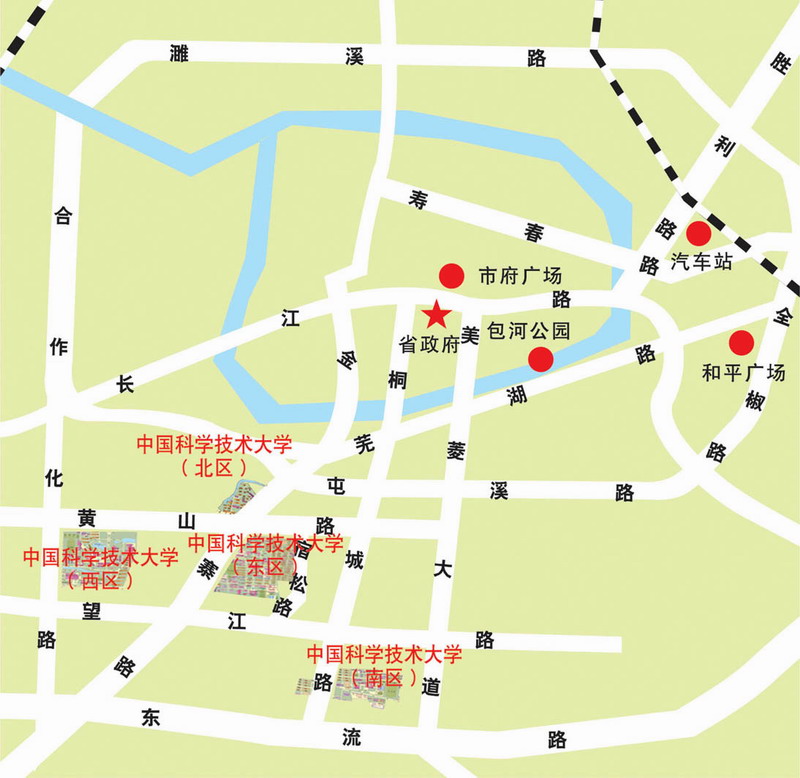 濉溪路
胜利路
合作化路
寿春路
汽车站
市府广场
长江路
省政府
包河公园
美菱大道
金寨路
桐城路
芜湖路
和平广场
全椒路
中国科学技术大学
（北区）
屯溪路
黄山路
中国科学技术大学
（西区）
中国科学技术大学
（东区）
宿松路
望江路
中国科学技术大学
（南区）
东流路